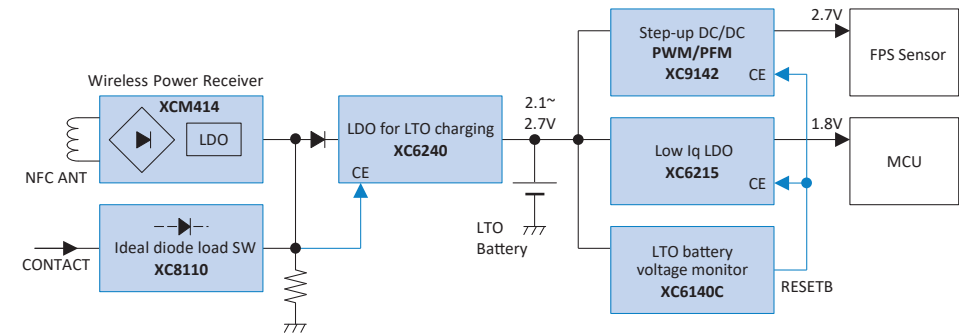 Wireless Power Receiver
XCM414
LDO
NFC ANT
CONTACT
Ideal diode load SW
XC8110
LDO for LTO charging
XC6240
CE
2.1~
2.7V
LTO
Battery
Step-up DC/DC
PWM/PFM
XC9142
CE
2.7V
FPS Sensor
Low Iq LDO
XC6215
CE
1.8V
MCU
LTO battery
voltage monitor
XC6140C
RESETB